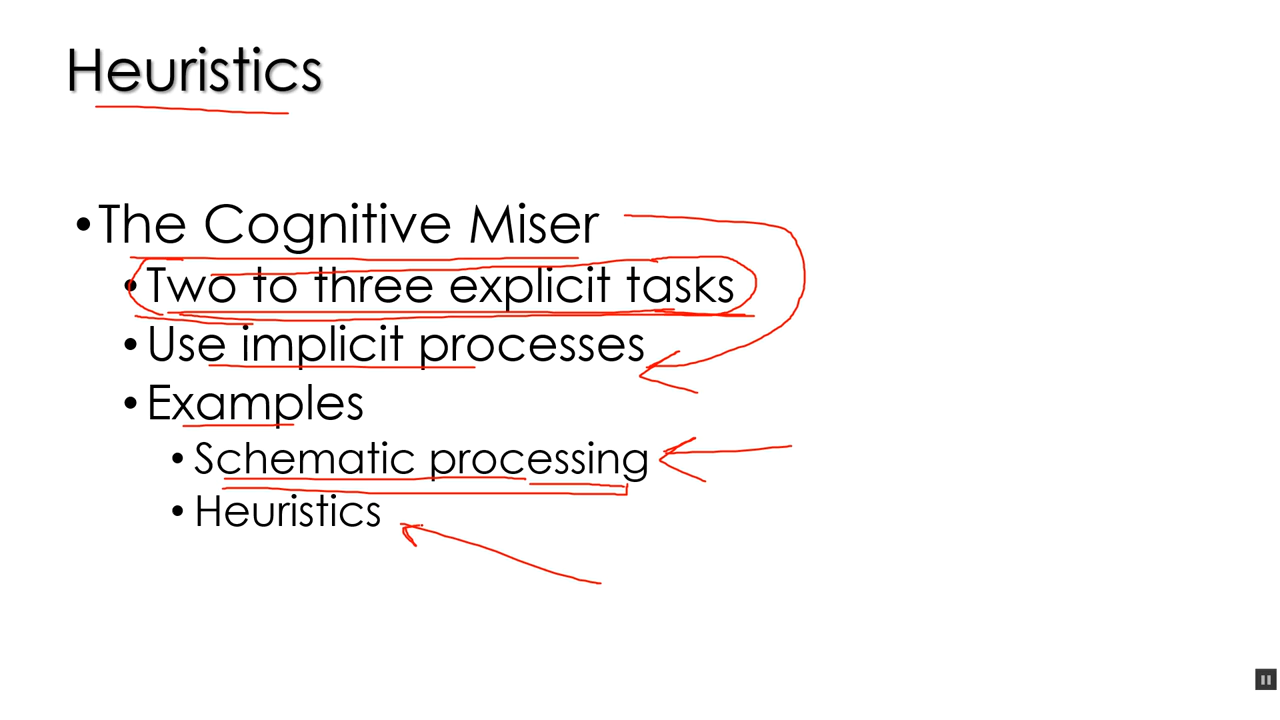 Heuristics
•The Cognitive Miser
•Two to three explicit tasks
•Use implicit processes
•Examples
•Schematic processing
•Heuristics